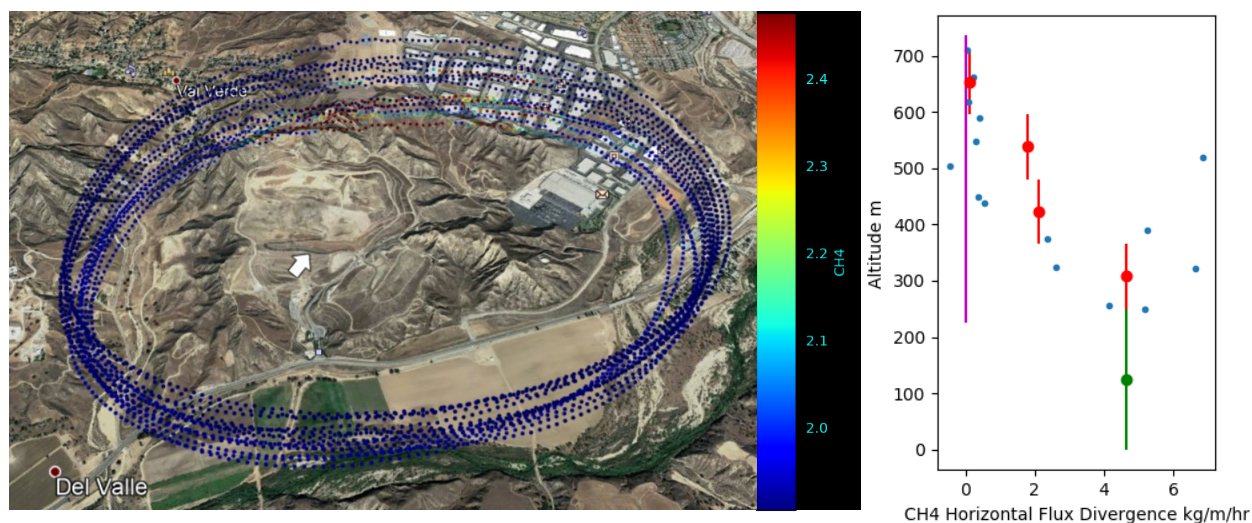 Val Verde
Del Valle
2.4
2.3
2.2
2.1
2.0
CH4
700
600
500
400
300
200
100
0
Altitude m
0 2 4 6
CH4 Horizontal Flux Divergence kg/m/hr